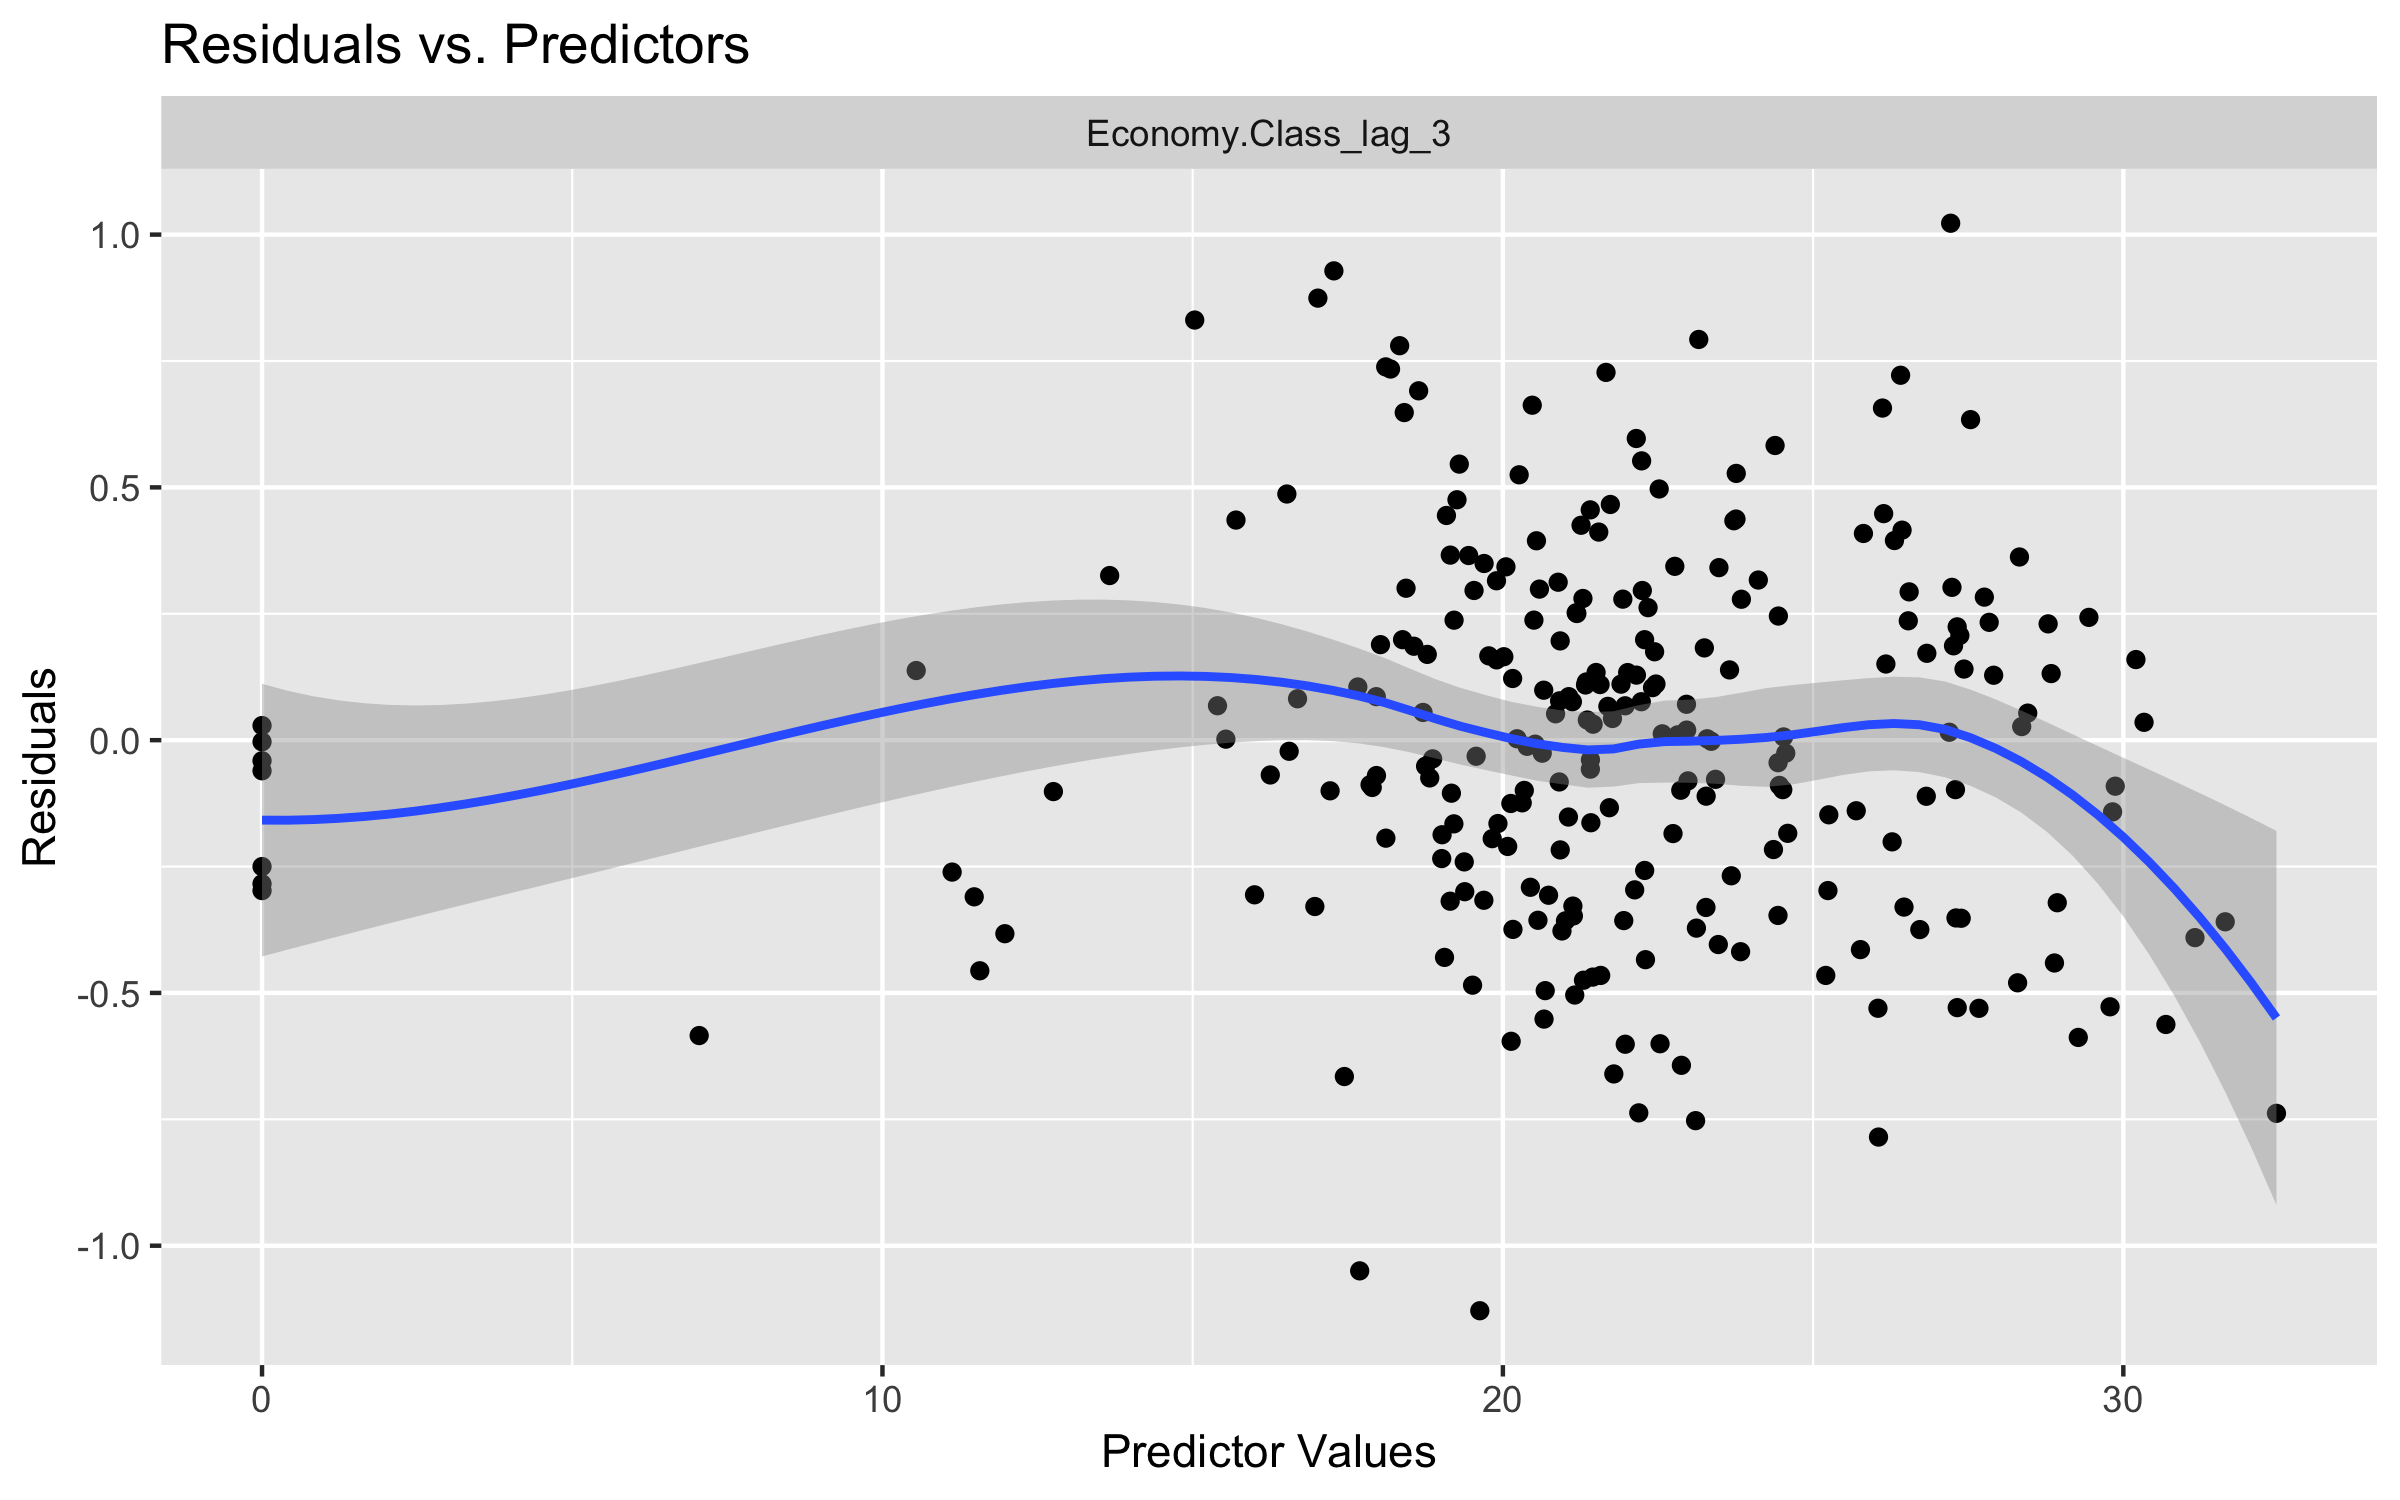 Residuals vs. Predictors
Economy.Class_lag_3
1.0
0.5
0.0
-0.5
-1.0
Residuals
0 10 20 30
Predictor Values